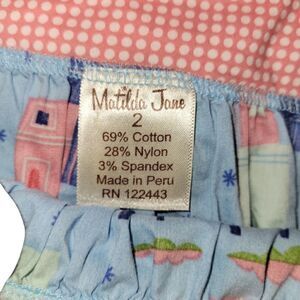 Matilda Jane
2
69% Cotton
28% Nylon
3% Spandex
Made in Peru
RN 122443